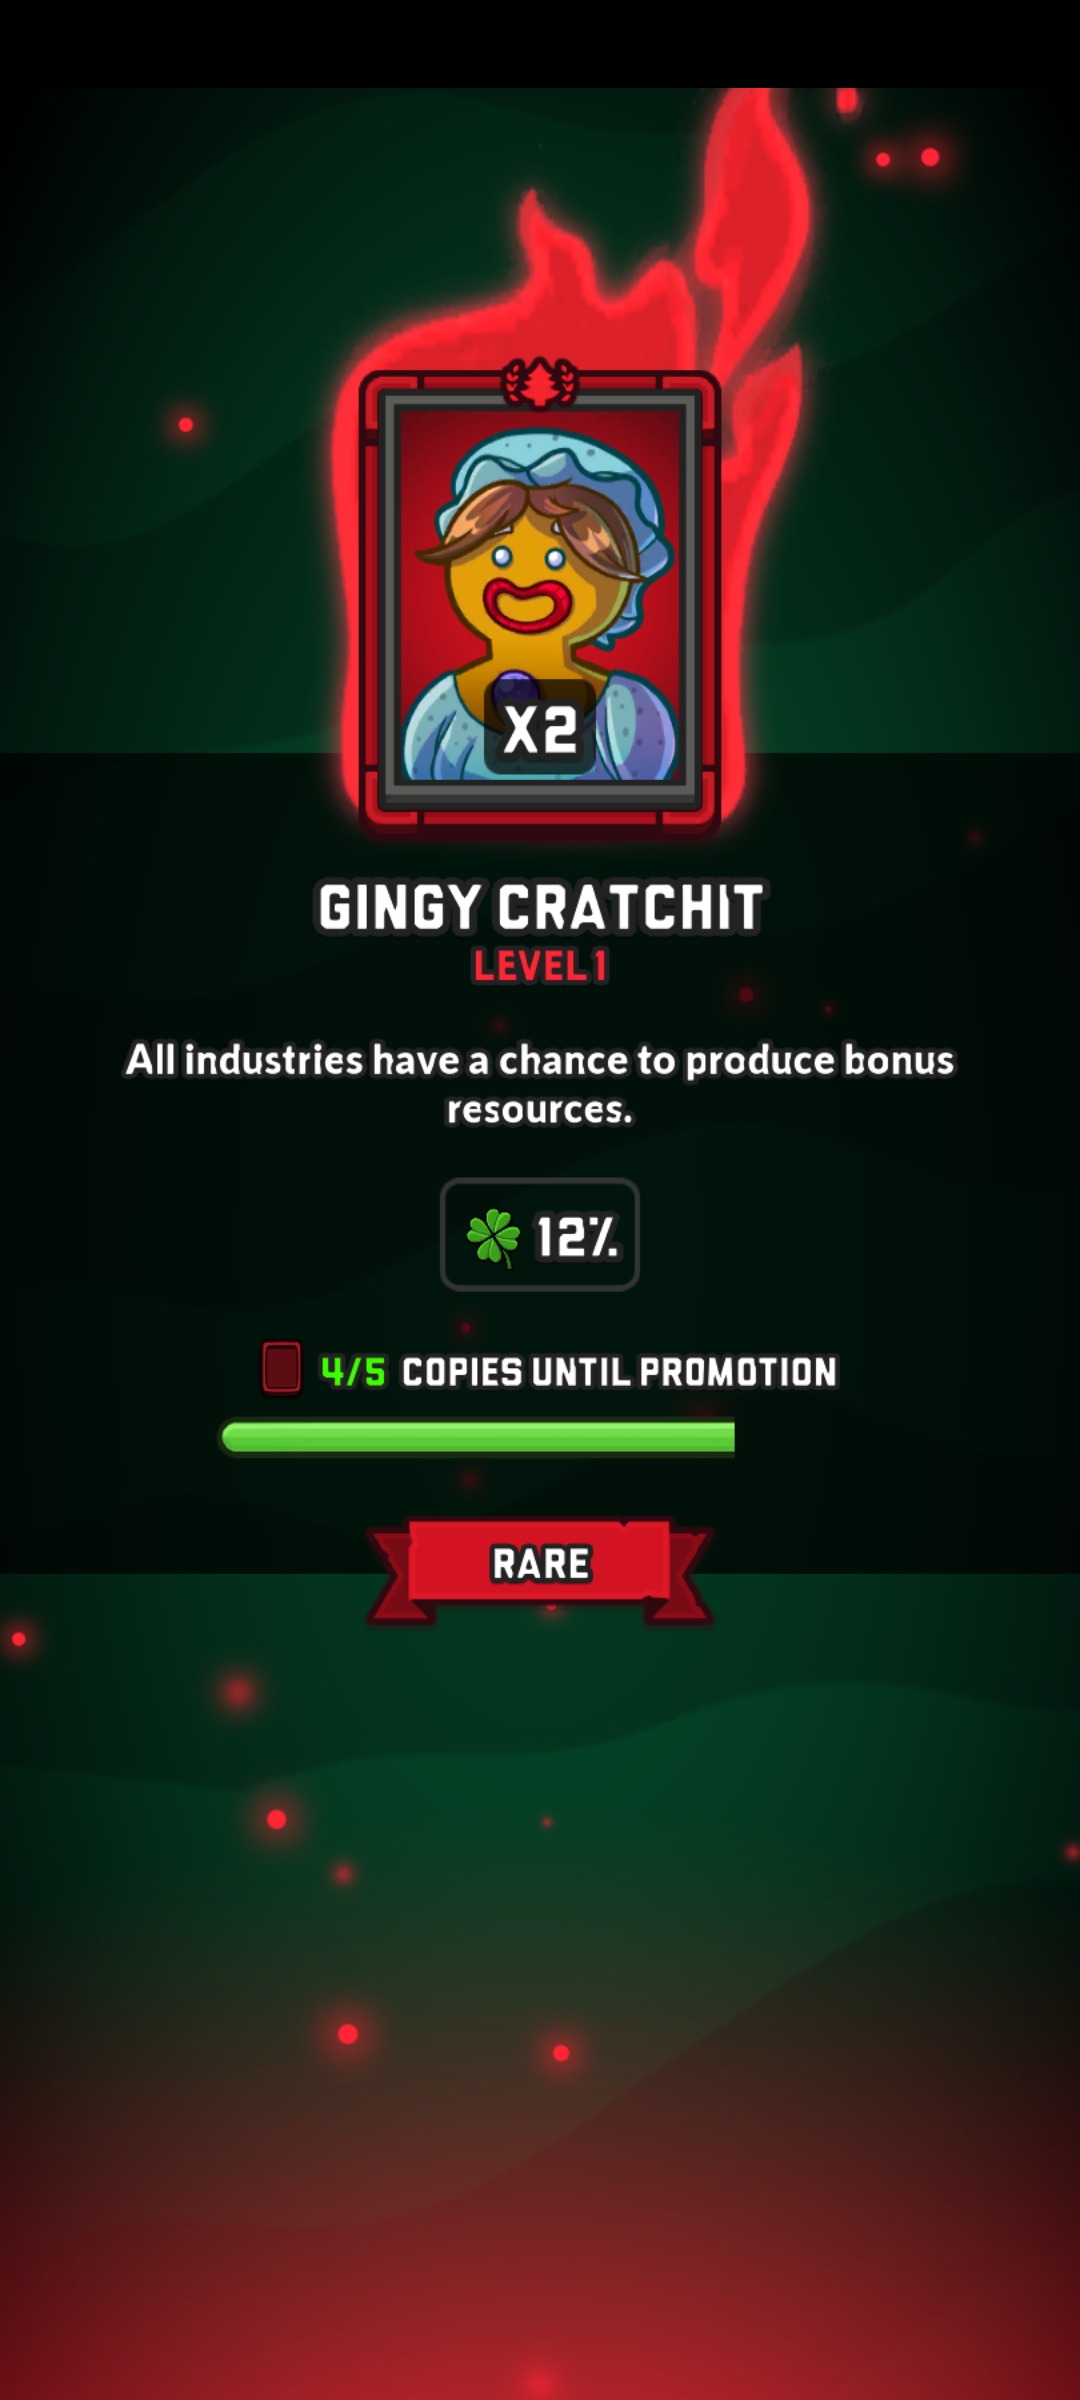 X2
GINGY CRATCHIT
LEVEL 1
All industries have a chance to produce bonus
resources.
12%
4/5 COPIES UNTIL PROMOTION
RARE